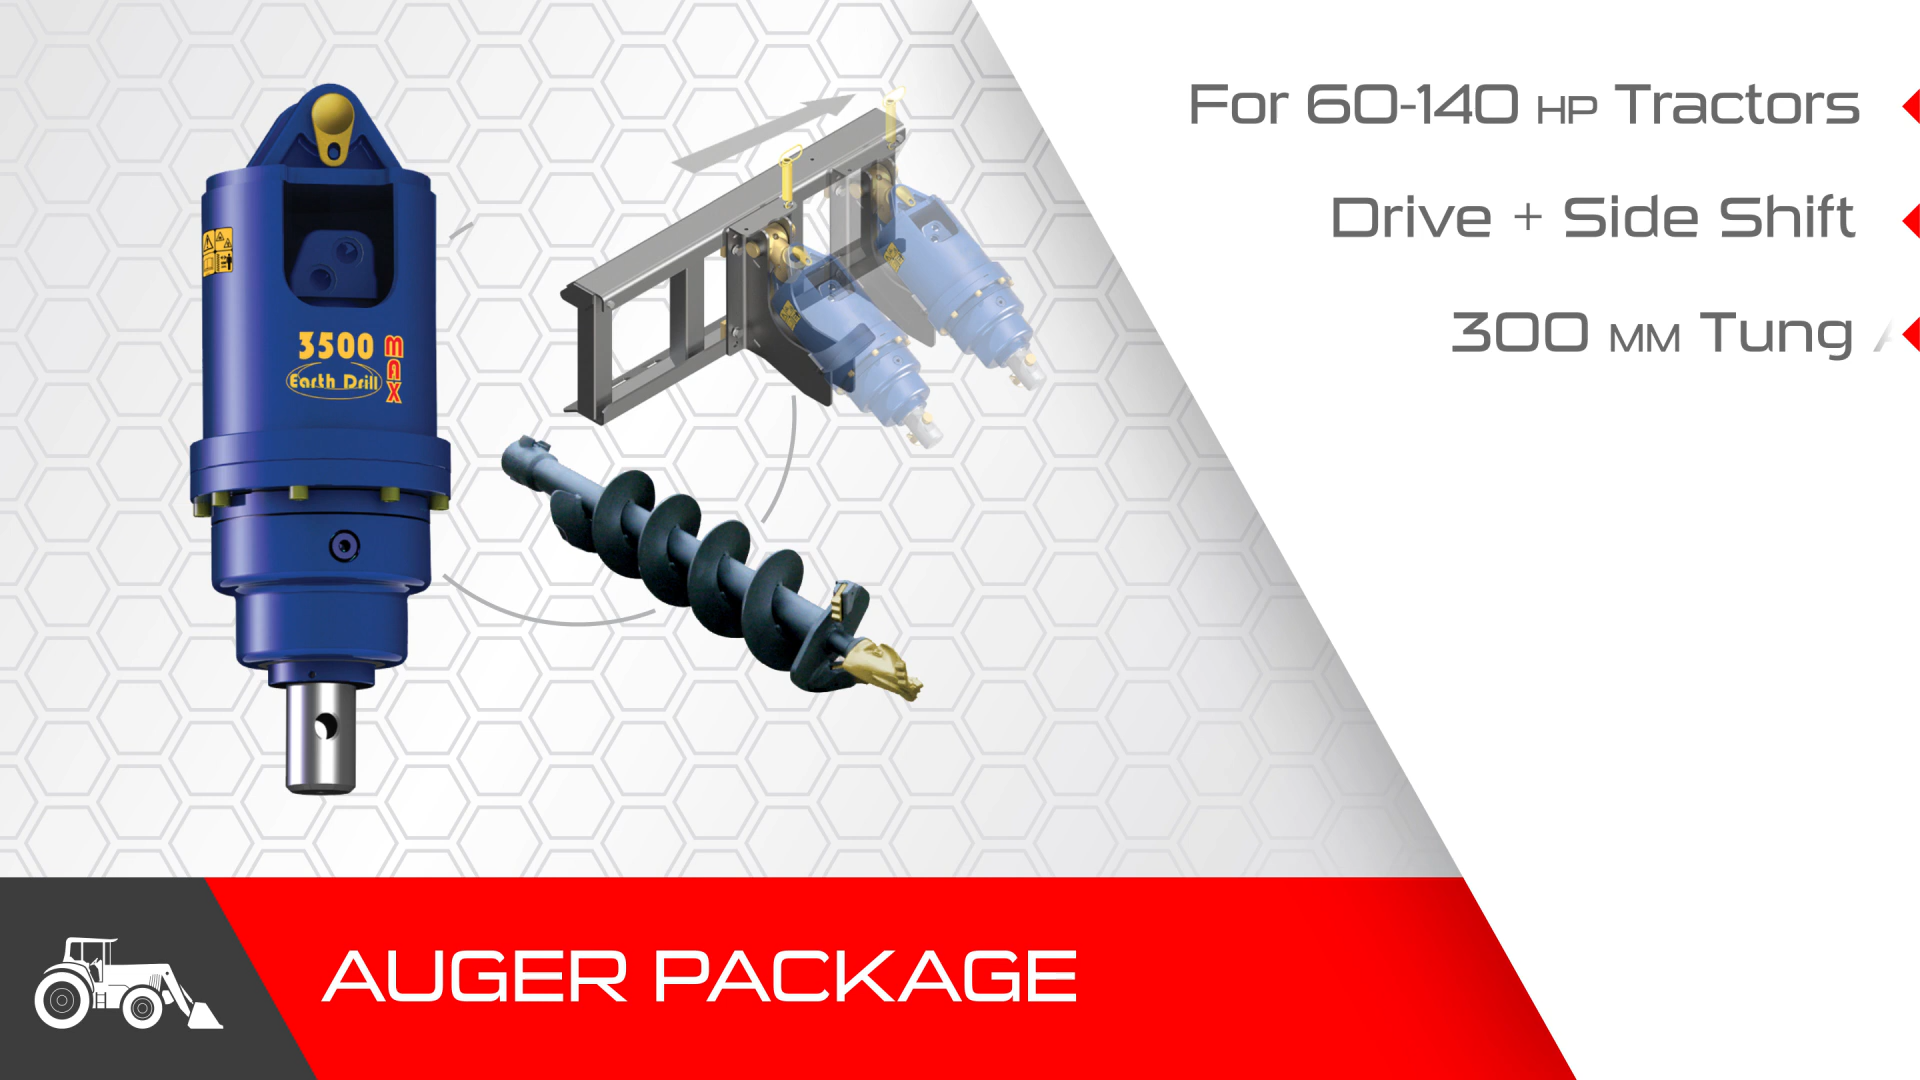 For 60-140 HP Tractors
Drive + Side Shift
300 MM Tung
3500 MAX
Earth Drill
AUGER PACKAGE